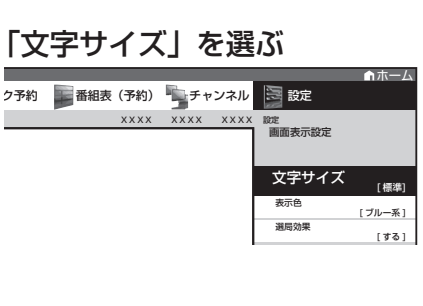 「文字サイズ」を選ぶ
ホーム
ク予約 番組表（予約） チャンネル 設定
xxxx xxxx xxxx 設定
画面表示設定
文字サイズ [標準]
表示色 [ブルー系]
選局効果 [する]